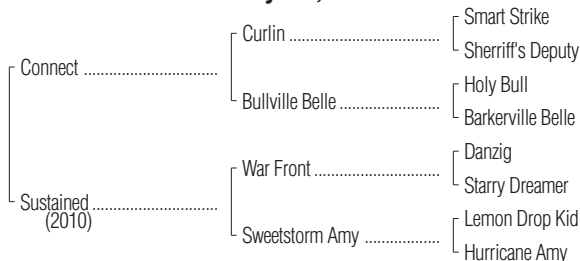 Smart Strike
Curlin
Sherriff's Deputy
Connect
Holy Bull
Bullville Belle
Barkerville Belle
Danzig
War Front
Starry Dreamer
Sustained
(2010)
Lemon Drop Kid
Sweetstorm Amy
Hurricane Amy